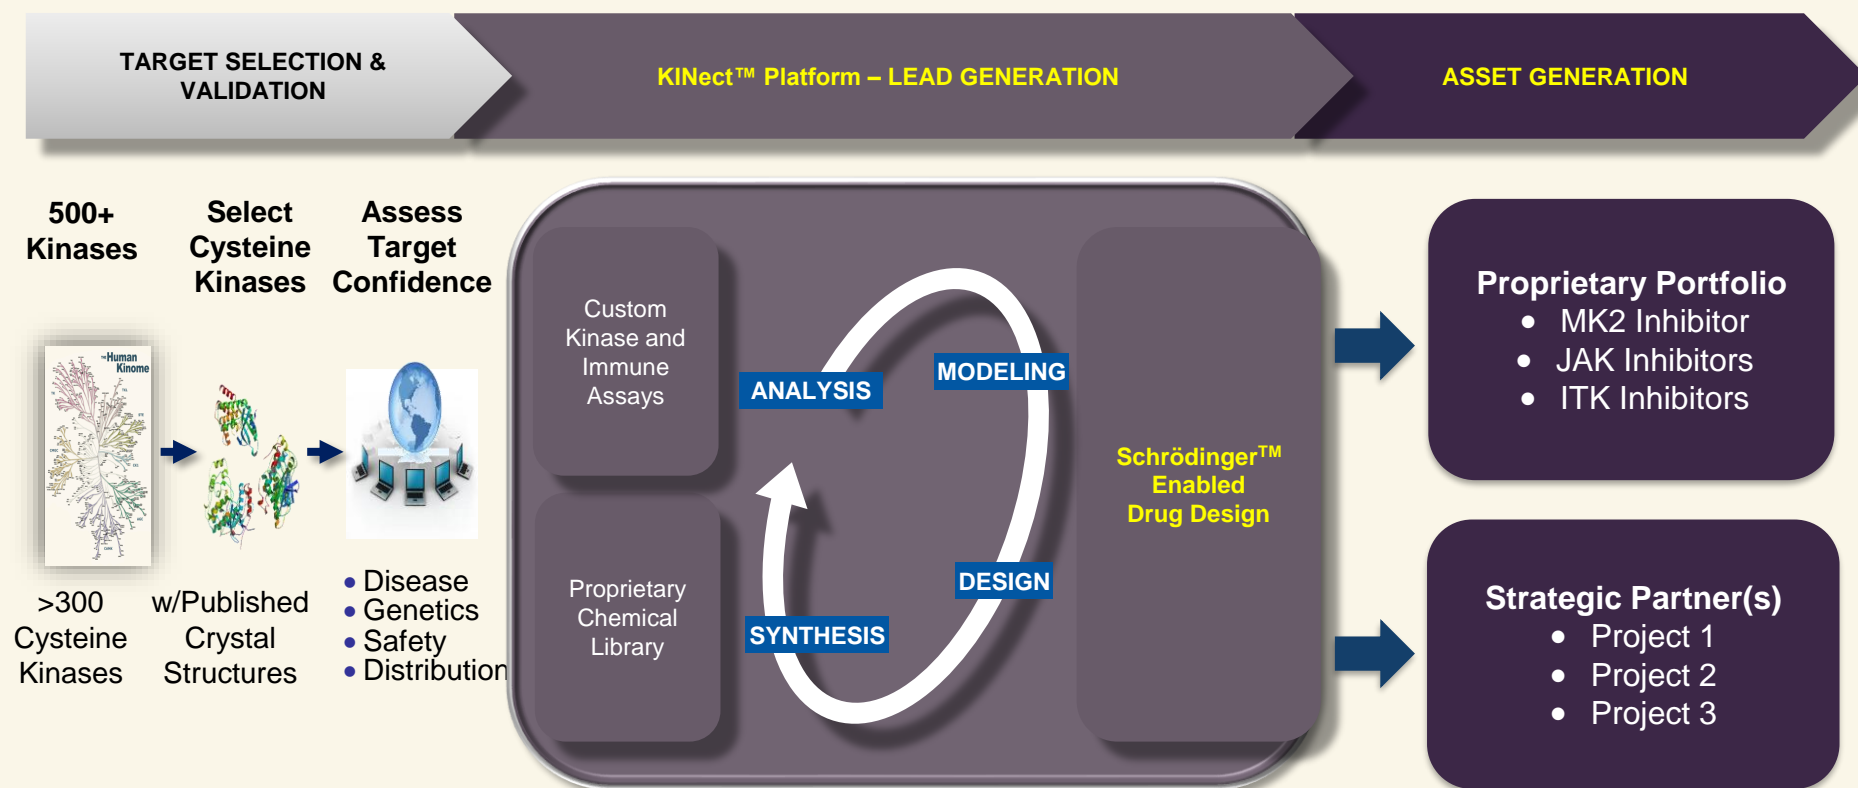 TARGET SELECTION &
VALIDATION
KINect™ Platform – LEAD GENERATION
ASSET GENERATION
500+
Kinases
Select
Cysteine
Kinases
Assess
Target
Confidence
THE Human
Kinome
>300
Cysteine
Kinases
w/Published
Crystal
Structures
• Disease
• Genetics
• Safety
• Distribution
Custom
Kinase and
Immune
Assays
Proprietary
Chemical
Library
ANALYSIS
MODELING
DESIGN
SYNTHESIS
Schrödinger™
Enabled
Drug Design
Proprietary Portfolio
• MK2 Inhibitor
• JAK Inhibitors
• ITK Inhibitors
Strategic Partner(s)
• Project 1
• Project 2
• Project 3